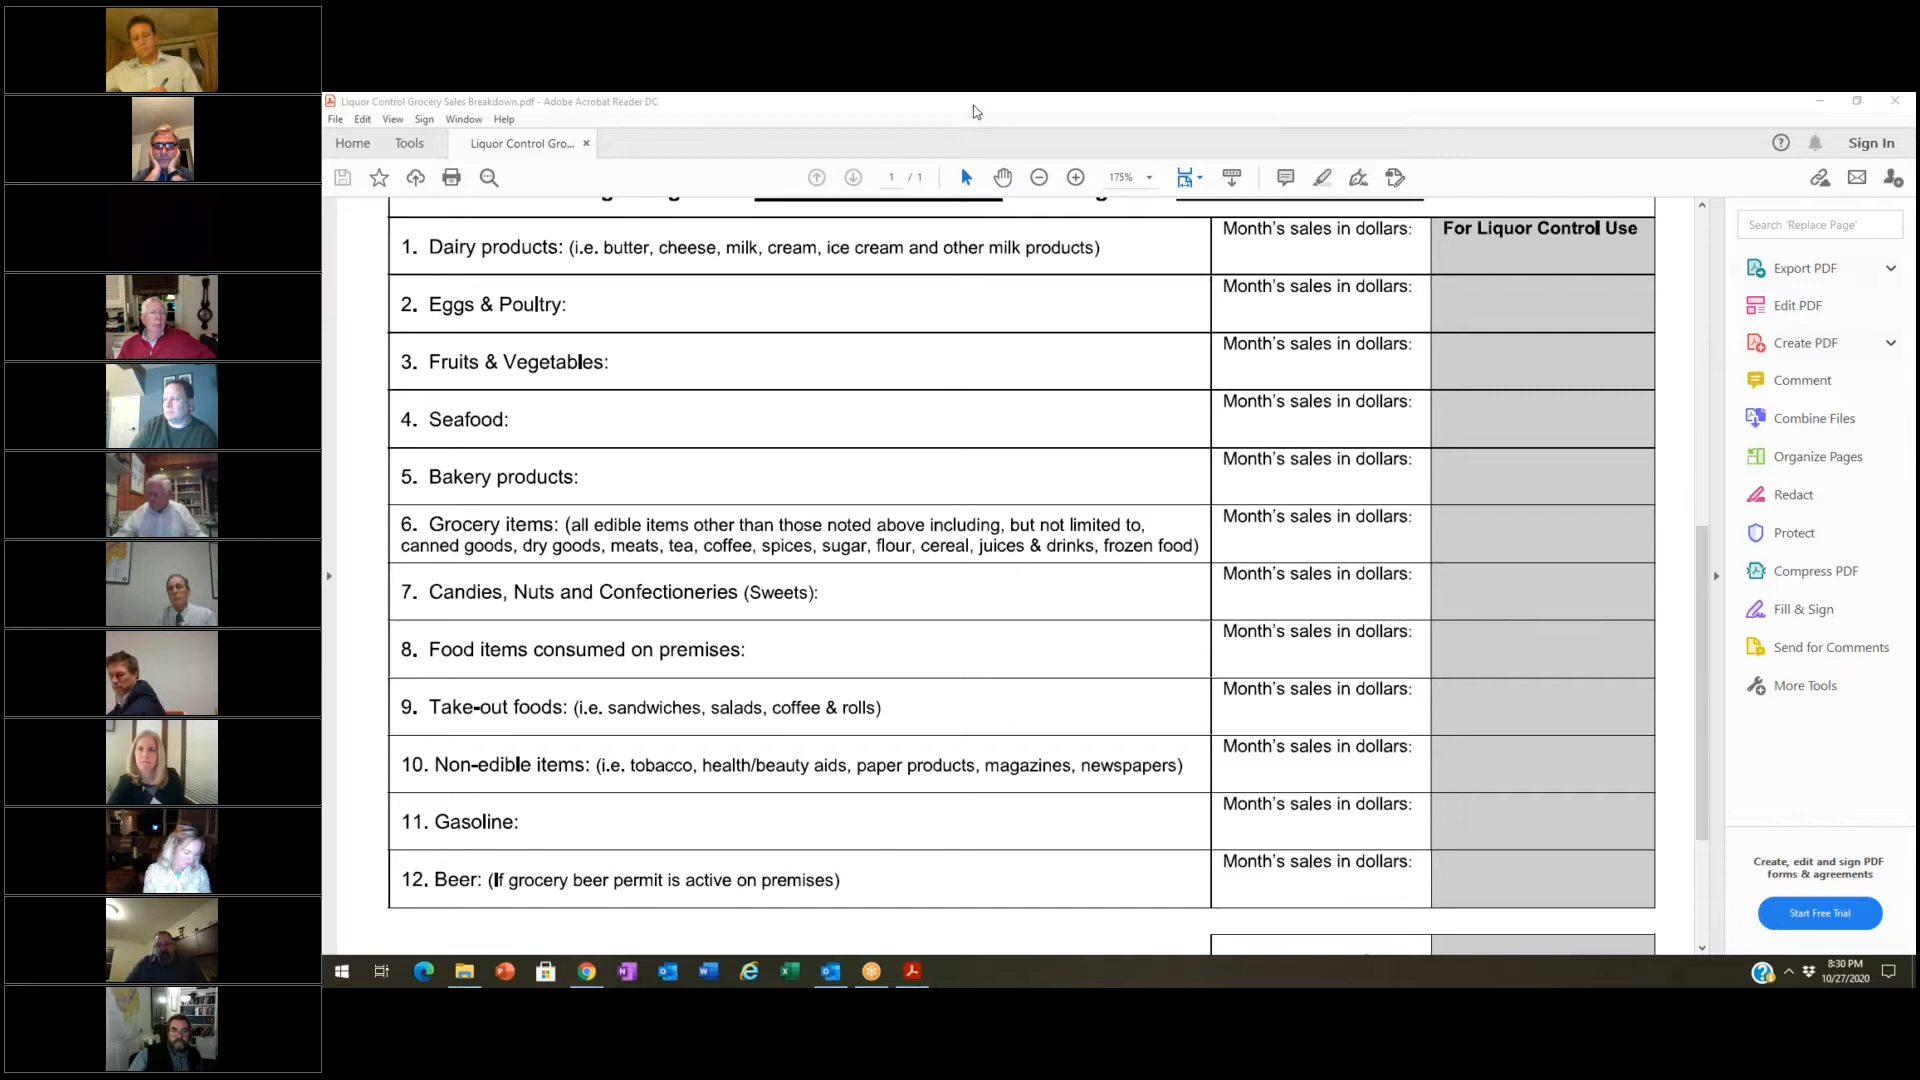 Liquor Control Grocery Sales Breakdown.pdf - Adobe Acrobat Reader DC
File Edit View Sign Window Help
Home Tools Liquor Control Gro... ×
Sign In
1 / 1
175%
1. Dairy products: (i.e. butter, cheese, milk, cream, ice cream and other milk products)
Month's sales in dollars:
For Liquor Control Use
2. Eggs & Poultry:
Month's sales in dollars:
3. Fruits & Vegetables:
Month's sales in dollars:
4. Seafood:
Month's sales in dollars:
5. Bakery products:
Month's sales in dollars:
6. Grocery items: (all edible items other than those noted above including, but not limited to,
canned goods, dry goods, meats, tea, coffee, spices, sugar, flour, cereal, juices & drinks, frozen food)
Month's sales in dollars:
7. Candies, Nuts and Confectioneries (Sweets):
Month's sales in dollars:
8. Food items consumed on premises:
Month's sales in dollars:
9. Take-out foods: (i.e. sandwiches, salads, coffee & rolls)
Month's sales in dollars:
10. Non-edible items: (i.e. tobacco, health/beauty aids, paper products, magazines, newspapers)
Month's sales in dollars:
11. Gasoline:
Month's sales in dollars:
12. Beer: (If grocery beer permit is active on premises)
Month's sales in dollars:
Search 'Replace Page'
Export PDF
Edit PDF
Create PDF
Comment
Combine Files
Organize Pages
Redact
Protect
Compress PDF
Fill & Sign
Send for Comments
More Tools
Create, edit and sign PDF
forms & agreements
Start Free Trial
8:30 PM
10/27/2020